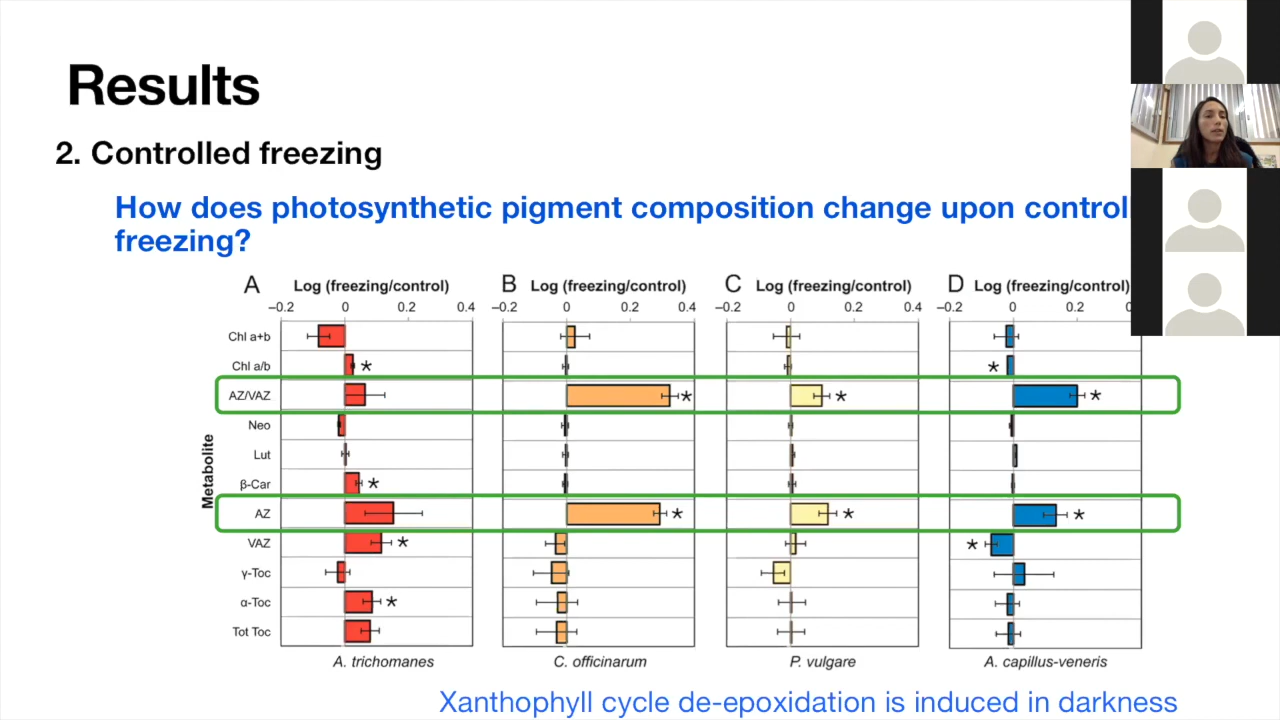 Results
2. Controlled freezing
How does photosynthetic pigment composition change upon control
freezing?
A Log (freezing/control) B Log (freezing/control) C Log (freezing/control) D Log (freezing/control)
−0.2 0 0.2 0.4 −0.2 0 0.2 0.4 −0.2 0 0.2 0.4 −0.2 0 0.2
Chl a+b
Chl a/b *  *
AZ/VAZ * * *
Neo
Lut
β-Car *
AZ * * *
VAZ * *
γ-Toc
α-Toc *
Tot Toc
Metabolite
A. trichomanes C. officinarum P. vulgare A. capillus-veneris
Xanthophyll cycle de-epoxidation is induced in darkness